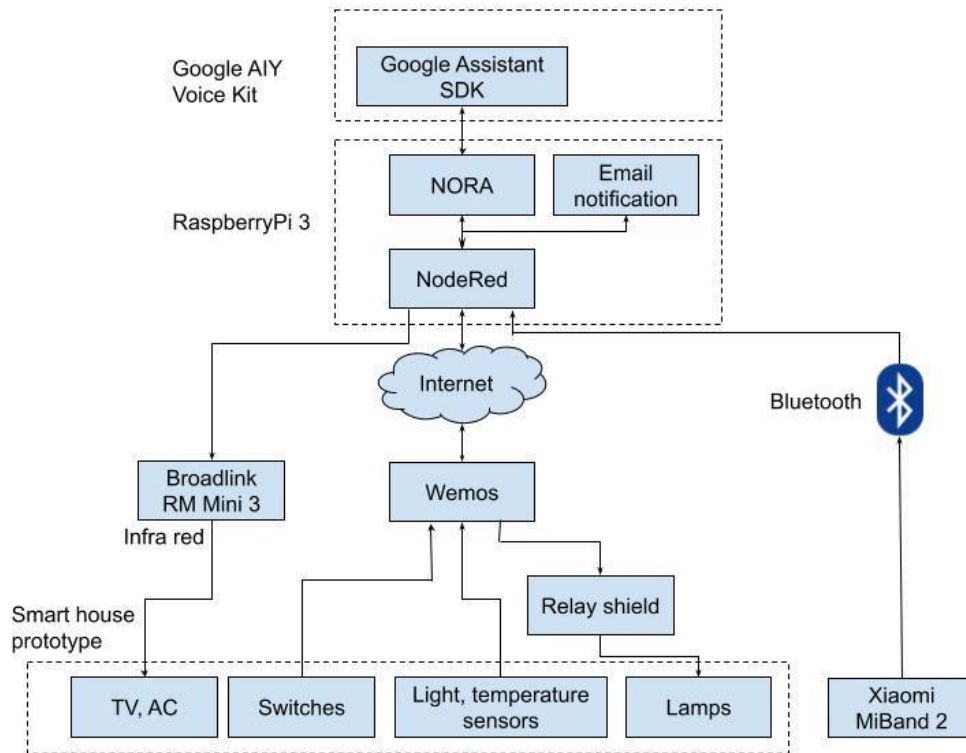 Google AIY
Voice Kit
Google Assistant
SDK
RaspberryPi 3
NORA
Email
notification
NodeRed
Internet
Bluetooth
Broadlink
RM Mini 3
Wemos
Infra red
Relay shield
Smart house
prototype
TV, AC
Switches
Light, temperature
sensors
Lamps
Xiaomi
MiBand 2